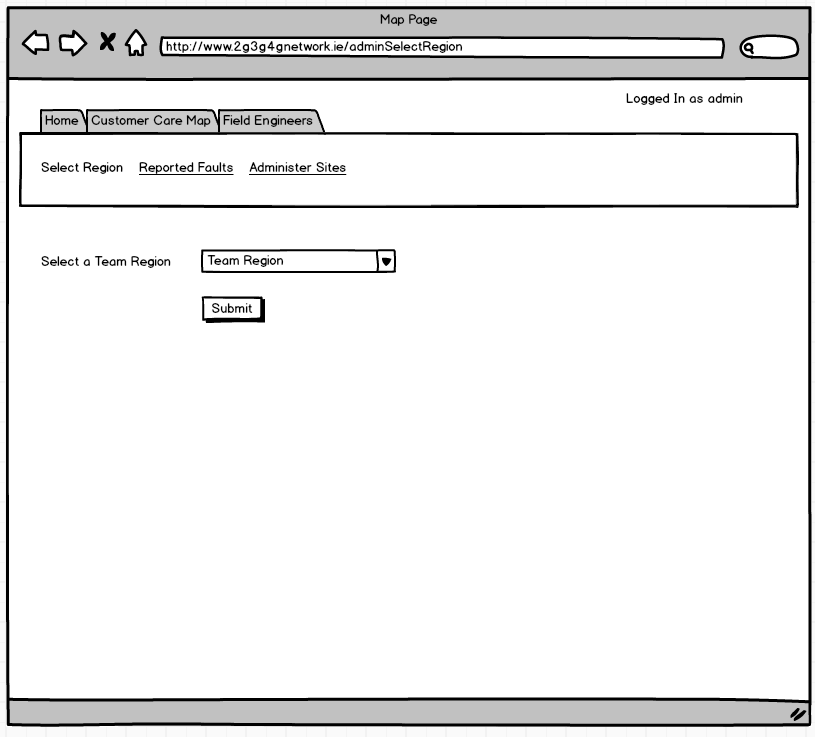 Map Page
http://www.2g3g4gnetwork.ie/adminSelectRegion
Logged In as admin
Home Customer Care Map Field Engineers
Select Region Reported Faults Administer Sites
Select a Team Region Team Region
Submit